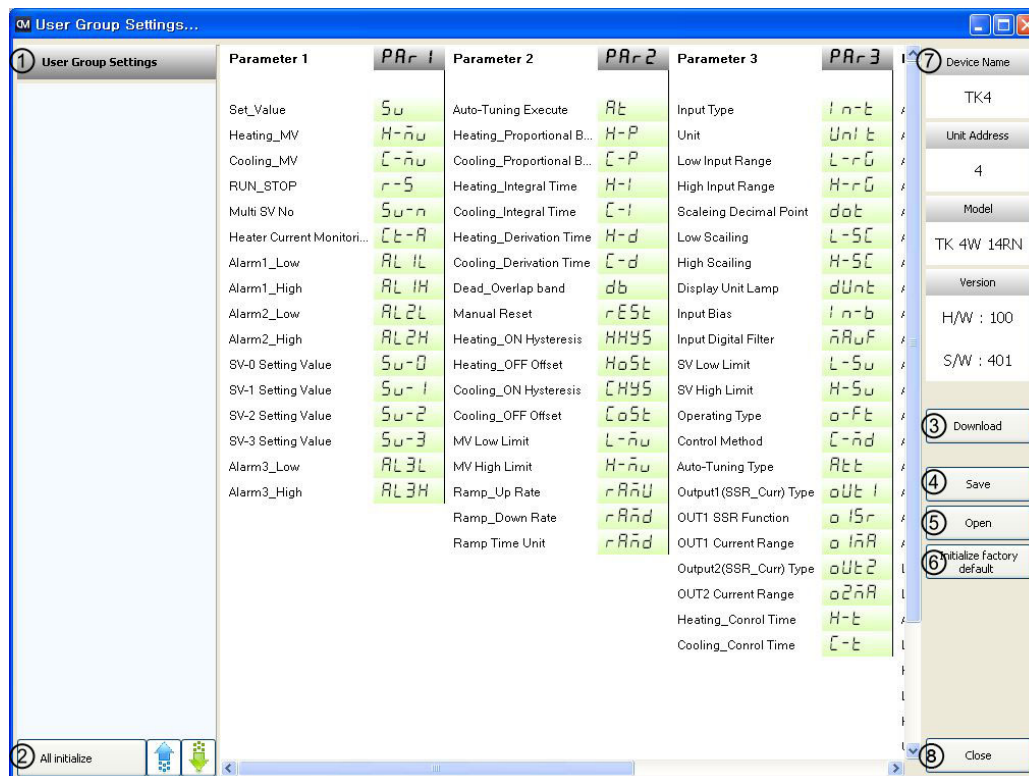 User Group Settings...
① User Group Settings
Parameter 1 PAr 1 Parameter 2 PAr2 Parameter 3 PAr3
⑦ Device Name
Set_Value Su Auto-Tuning Execute At Input Type In-t
TK4
Heating_MV H-mu Heating_Proportional B... H-P Unit UnIt
Unit Address
Cooling_MV C-mu Cooling_Proportional B... C-P Low Input Range L-rG
4
RUN_STOP r-S Heating_Integral Time H-I High Input Range H-rG
Multi SV No Su-n Cooling_Integral Time C-I Scaleing Decimal Point dot
Model
Heater Current Monitori... Ct-A Heating_Derivation Time H-d Low Scailing L-SC
TK 4W 14RN
Alarm1_Low AL1L Cooling_Derivation Time C-d High Scailing H-SC
Alarm1_High AL1H Dead_Overlap band db Display Unit Lamp dUnt
Version
Alarm2_Low AL2L Manual Reset rESt Input Bias In-b
H/W : 100
Alarm2_High AL2H Heating_ON Hysteresis HHYS Input Digital Filter mAuF
SV-0 Setting Value Su-0 Heating_OFF Offset HoSt SV Low Limit L-Su
S/W : 401
SV-1 Setting Value Su-1 Cooling_ON Hysteresis CHYS SV High Limit H-Su
SV-2 Setting Value Su-2 Cooling_OFF Offset CoSt Operating Type o-Ft
③ Download
SV-3 Setting Value Su-3 MV Low Limit L-mu Control Method C-md
Alarm3_Low AL3L MV High Limit H-mu Auto-Tuning Type Att
Alarm3_High AL3H Ramp_Up Rate rAmU Output1(SSR_Curr) Type oUt1
④ Save
Ramp_Down Rate rAmd OUT1 SSR Function o1Sr
⑤ Open
Ramp Time Unit rAmd OUT1 Current Range o1mA
⑥ Initialize factory
default
Output2(SSR_Curr) Type oUt2
OUT2 Current Range o2mA
Heating_Conrol Time H-t
Cooling_Conrol Time C-t
② All initialize
⑧ Close